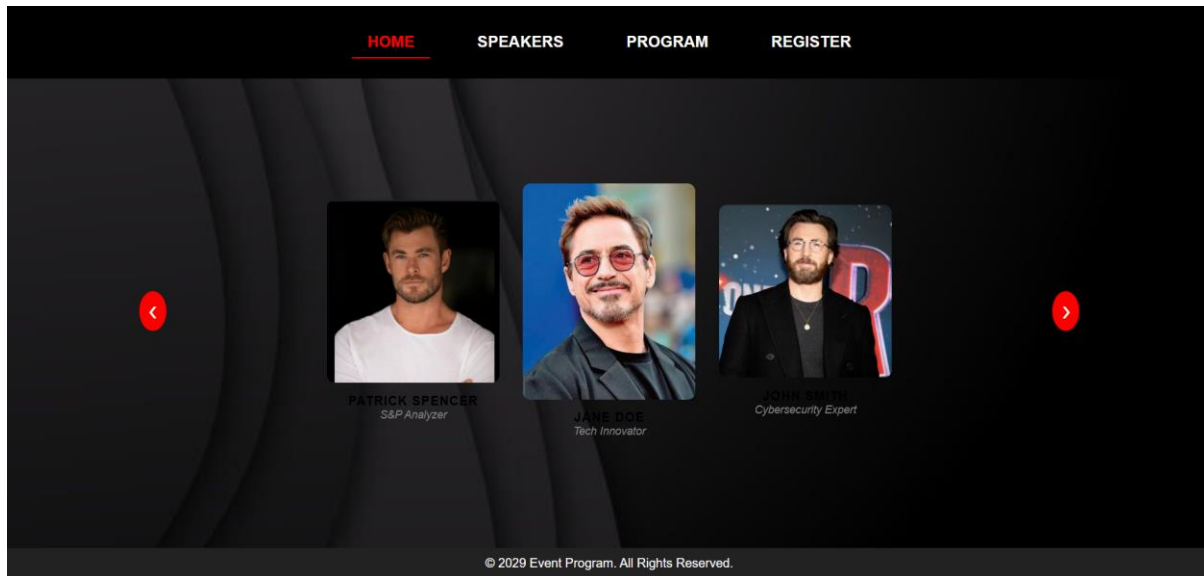 HOME SPEAKERS PROGRAM REGISTER
‹ ›
PATRICK SPENCER
S&P Analyzer
JANE DOE
Tech Innovator
JOHN SMITH
Cybersecurity Expert
© 2029 Event Program. All Rights Reserved.